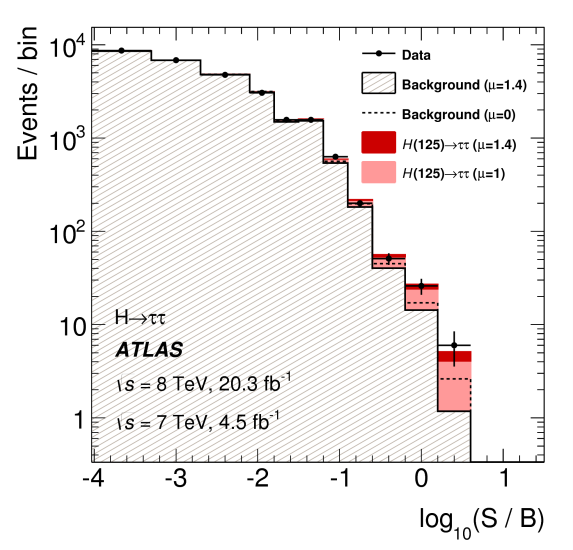 Events / bin
10⁴
10³
10²
10
1
Data
Background (μ=1.4)
Background (μ=0)
H(125)→ττ (μ=1.4)
H(125)→ττ (μ=1)
H→ττ
ATLAS
√s = 8 TeV, 20.3 fb⁻¹
√s = 7 TeV, 4.5 fb⁻¹
-4 -3 -2 -1 0 1
log₁₀(S / B)